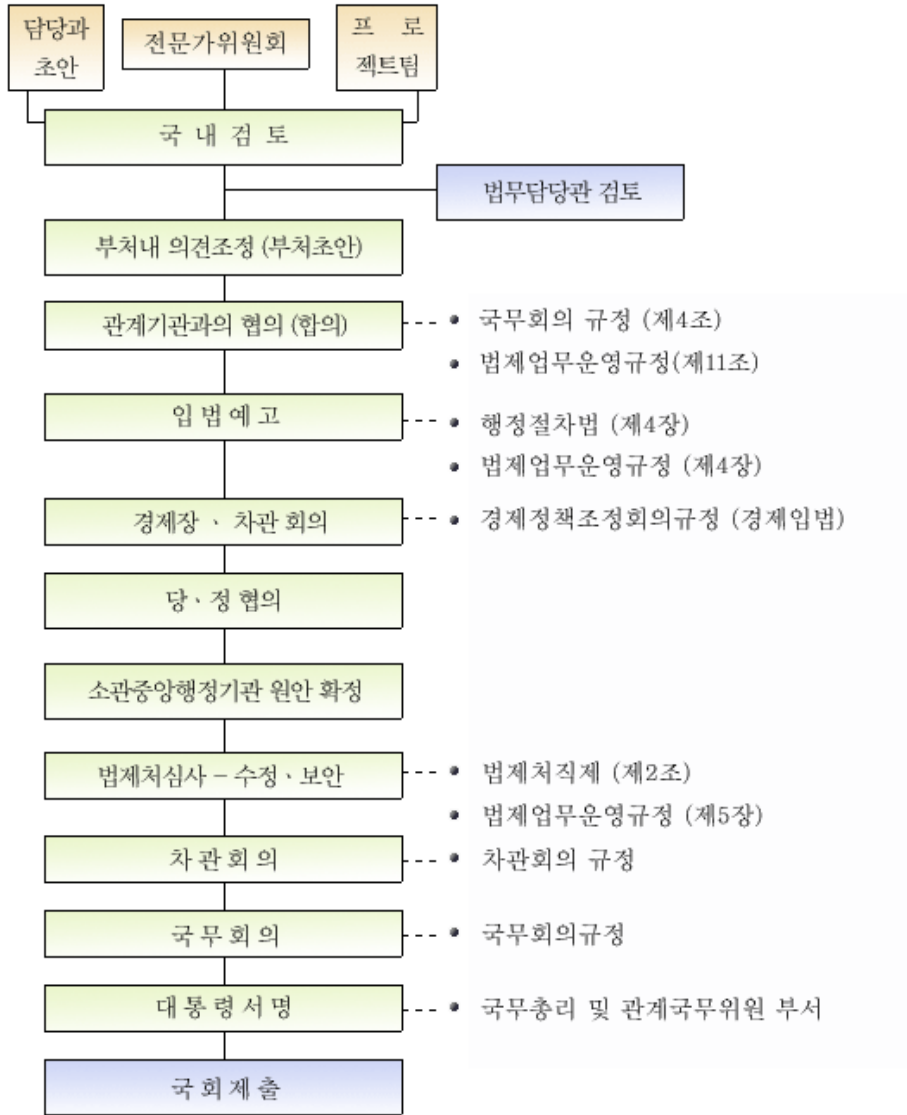 담당과
초안
전문가위원회
프 로
젝트팀
국 내 검 토
법무담당관 검토
부처내 의견조정 (부처초안)
관계기관과의 협의 (합의)
국무회의 규정 (제4조)
법제업무운영규정(제11조)
입 법 예 고
행정절차법 (제4장)
법제업무운영규정 (제4장)
경제장 、 차관 회의
경제정책조정회의규정 (경제입법)
당、정 협의
소관중앙행정기관 원안 확정
법제처심사 – 수정、보안
법제처직제 (제2조)
법제업무운영규정 (제5장)
차 관 회 의
차관회의 규정
국 무 회 의
국무회의규정
대 통 령 서 명
국무총리 및 관계국무위원 부서
국 회 제 출